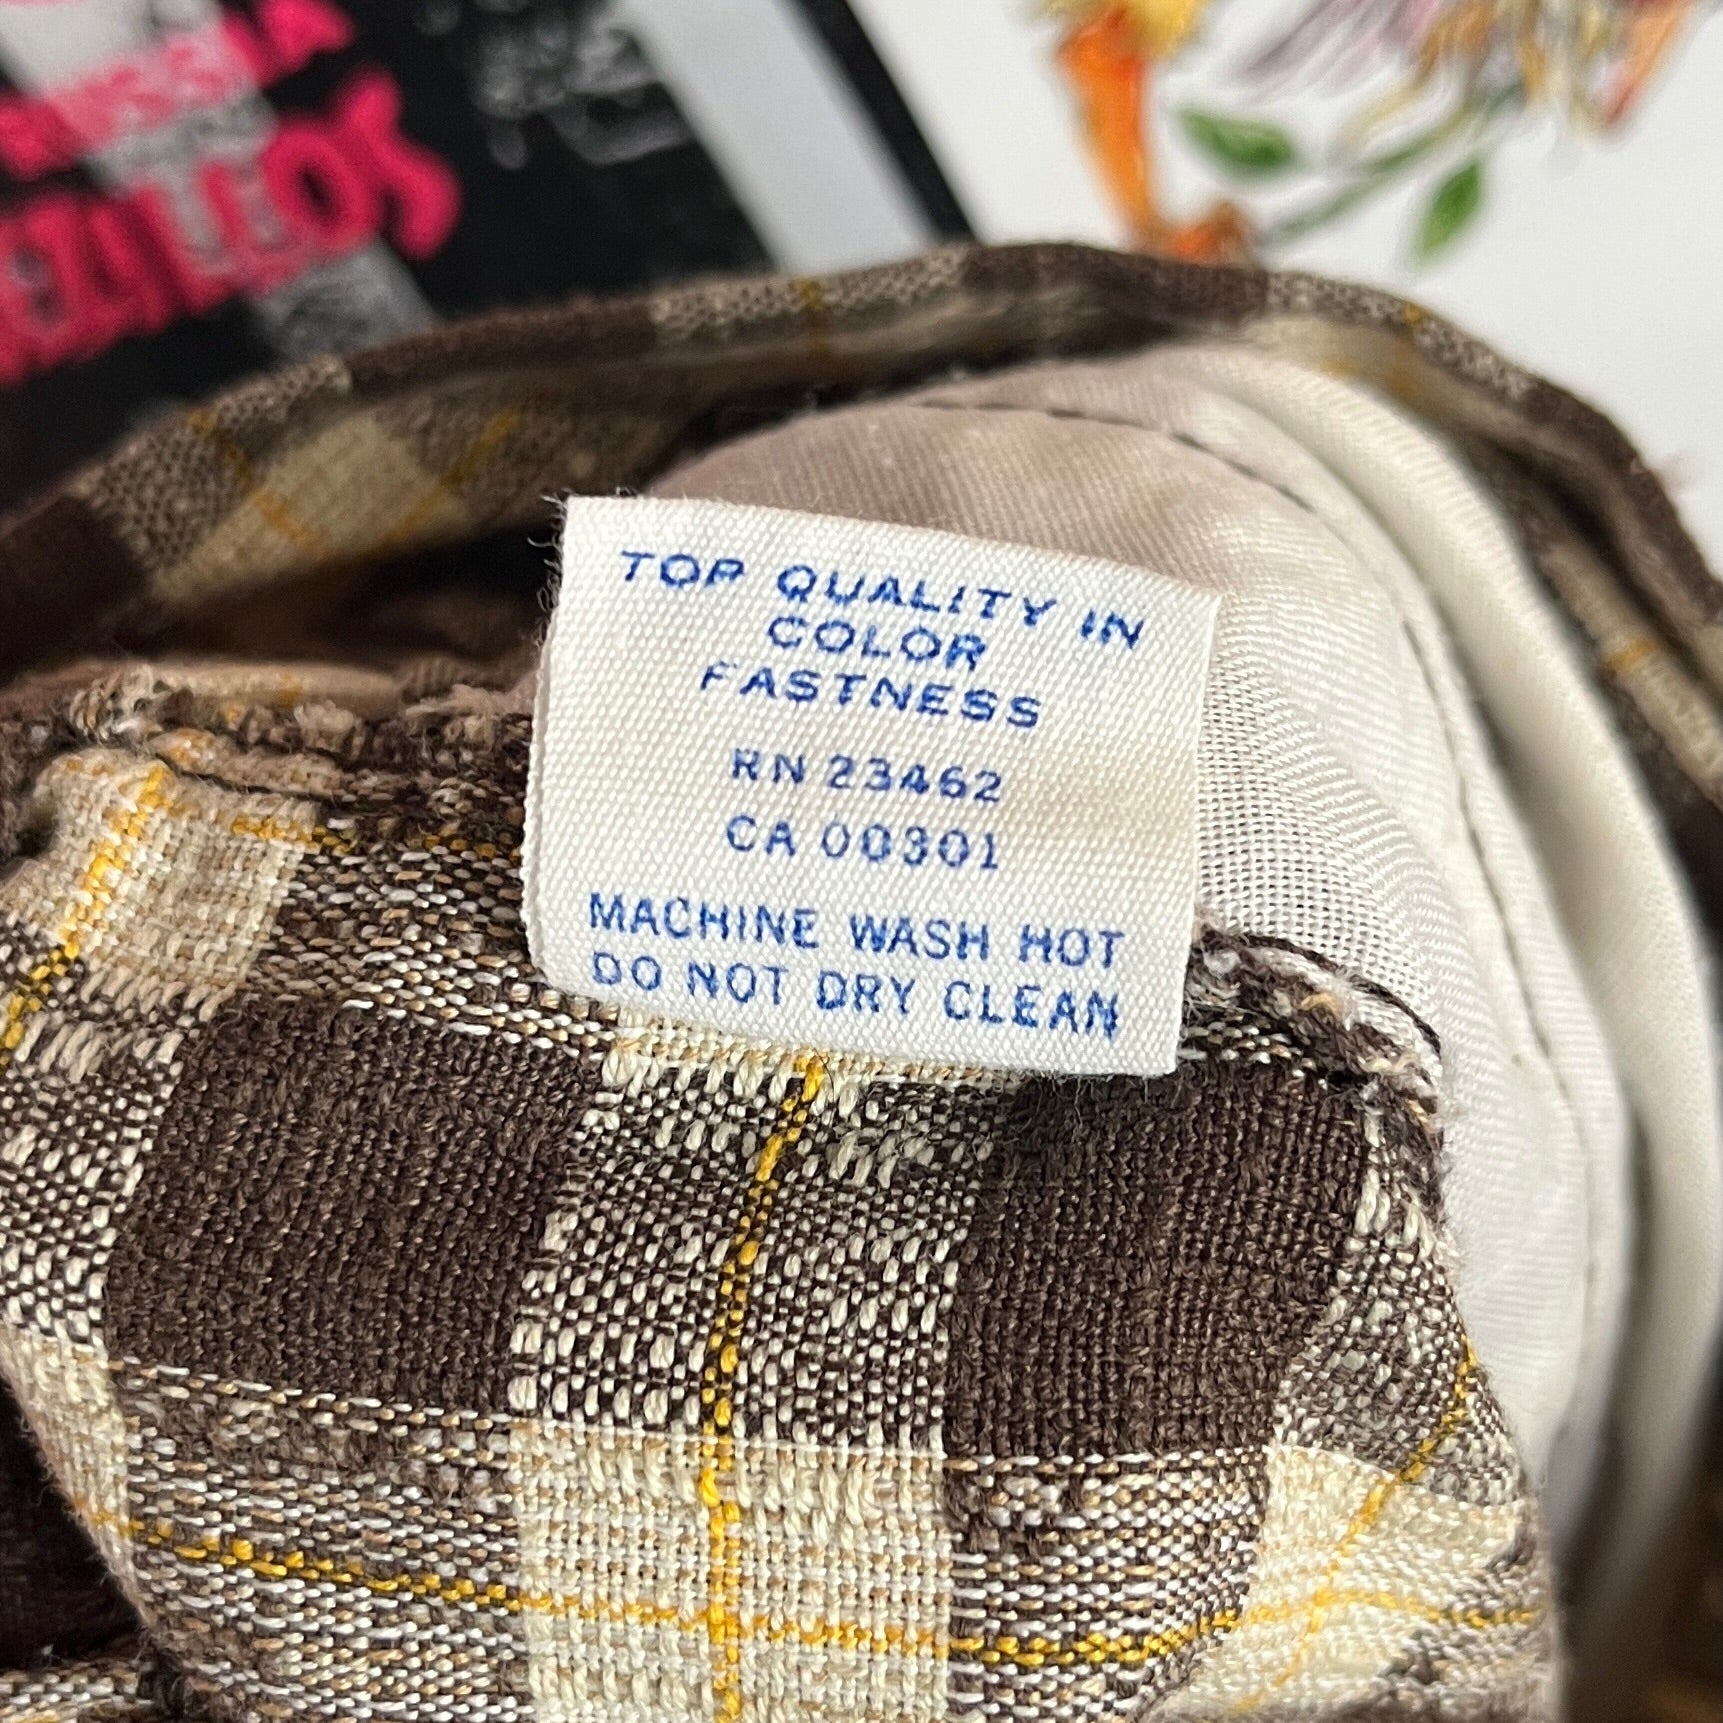 TOP QUALITY IN
COLOR
FASTNESS
RN 23462
CA 00301
MACHINE WASH HOT
DO NOT DRY CLEAN